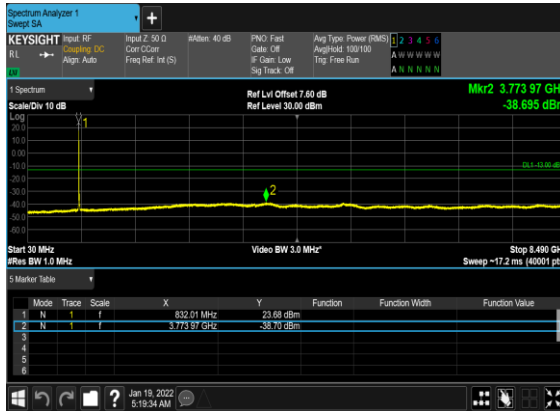 Spectrum Analyzer 1
Swept SA
+
KEYSIGHT Input: RF Input Z: 50 Ω #Atten: 40 dB PNO: Fast Avg Type: Power (RMS) 1 2 3 4 5 6
RL Coupling: DC Corr CCorr Gate: Off Avg|Hold: 100/100 A W W W W W
Align: Auto Freq Ref: Int (S) IF Gain: Low Trig: Free Run
Sig Track: Off A N N N N N
1 Spectrum Ref Lvl Offset 7.60 dB Mkr2 3.773 97 GH
Scale/Div 10 dB Ref Level 30.00 dBm -38.695 dB
Log
20.0
10.0
0.00
-10.0
-20.0
-30.0
-40.0
-50.0
-60.0
1
DL1 -13.00 dB
2
Start 30 MHz Video BW 3.0 MHz* Stop 8.490 GH
#Res BW 1.0 MHz Sweep ~17.2 ms (40001 pt
5 Marker Table
Mode Trace Scale X Y Function Function Width Function Value
1 N 1 f 832.01 MHz 23.68 dBm
2 N 1 f 3.773 97 GHz -38.70 dBm
3
4
5
6
? Jan 19, 2022
5:19:34 AM